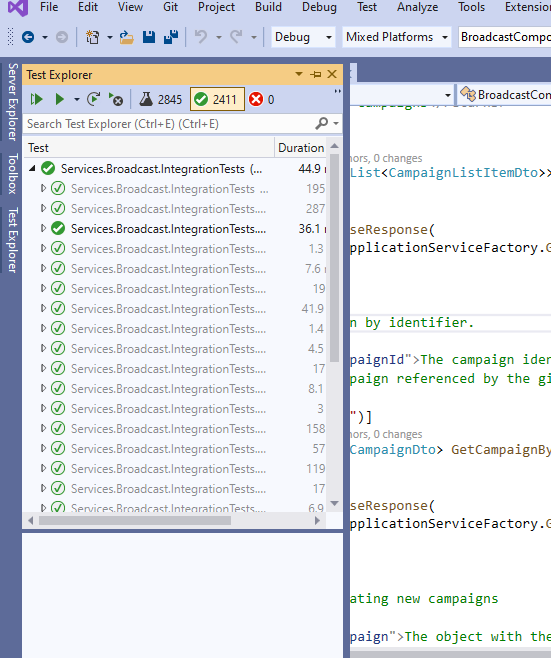 File Edit View Git Project Build Debug Test Analyze Tools Extension
Debug Mixed Platforms BroadcastCompo
Server Explorer
Toolbox
Test Explorer
Test Explorer
2845 2411 0
Search Test Explorer (Ctrl+E) (Ctrl+E)
Test Duration
Services.Broadcast.IntegrationTests (... 44.9
Services.Broadcast.IntegrationTests ... 195
Services.Broadcast.IntegrationTests.... 287
Services.Broadcast.IntegrationTests.... 36.1
Services.Broadcast.IntegrationTests.... 1.3
Services.Broadcast.IntegrationTests.... 7.6
Services.Broadcast.IntegrationTests.... 19
Services.Broadcast.IntegrationTests.... 41.9
Services.Broadcast.IntegrationTests.... 1.4
Services.Broadcast.IntegrationTests.... 4.5
Services.Broadcast.IntegrationTests.... 17
Services.Broadcast.IntegrationTests.... 8.1
Services.Broadcast.IntegrationTests.... 3
Services.Broadcast.IntegrationTests.... 158
Services.Broadcast.IntegrationTests.... 57
Services.Broadcast.IntegrationTests.... 119
Services.Broadcast.IntegrationTests.... 17
Services.Broadcast.IntegrationTests.... 6.9
BroadcastCon
hors, 0 changes
List<CampaignListItemDto>>
seResponse(
pplicationServiceFactory.G
n by identifier.
paignId">The campaign iden
paign referenced by the gi
")]
hors, 0 changes
CampaignDto> GetCampaignBy
seResponse(
pplicationServiceFactory.G
ating new campaigns
paign">The object with the